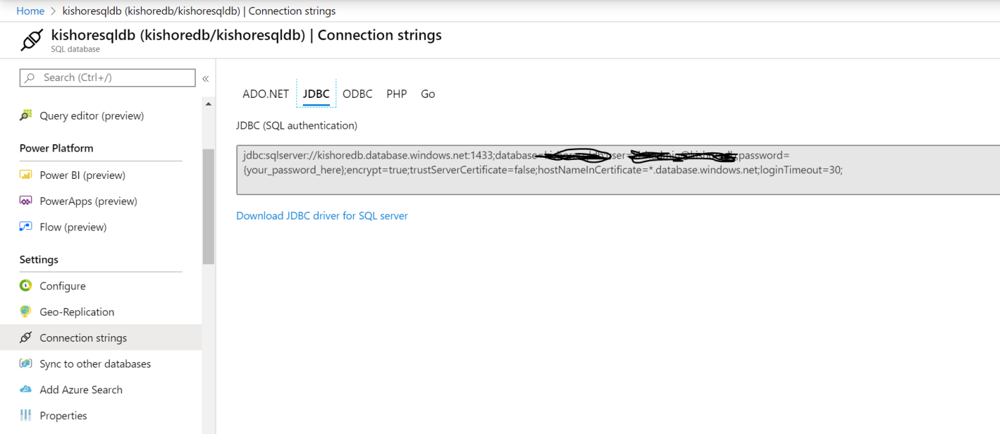 Home > kishoresqldb (kishoredb/kishoresqldb) | Connection strings
kishoresqldb (kishoredb/kishoresqldb) | Connection strings
SQL database
Search (Ctrl+/)
«
Query editor (preview)
Power Platform
Power BI (preview)
PowerApps (preview)
Flow (preview)
Settings
Configure
Geo-Replication
Connection strings
Sync to other databases
Add Azure Search
Properties
ADO.NET JDBC ODBC PHP Go
JDBC (SQL authentication)
jdbc:sqlserver://kishoredb.database.windows.net:1433;database= user= ;password=
{your_password_here};encrypt=true;trustServerCertificate=false;hostNameInCertificate=*.database.windows.net;loginTimeout=30;
Download JDBC driver for SQL server